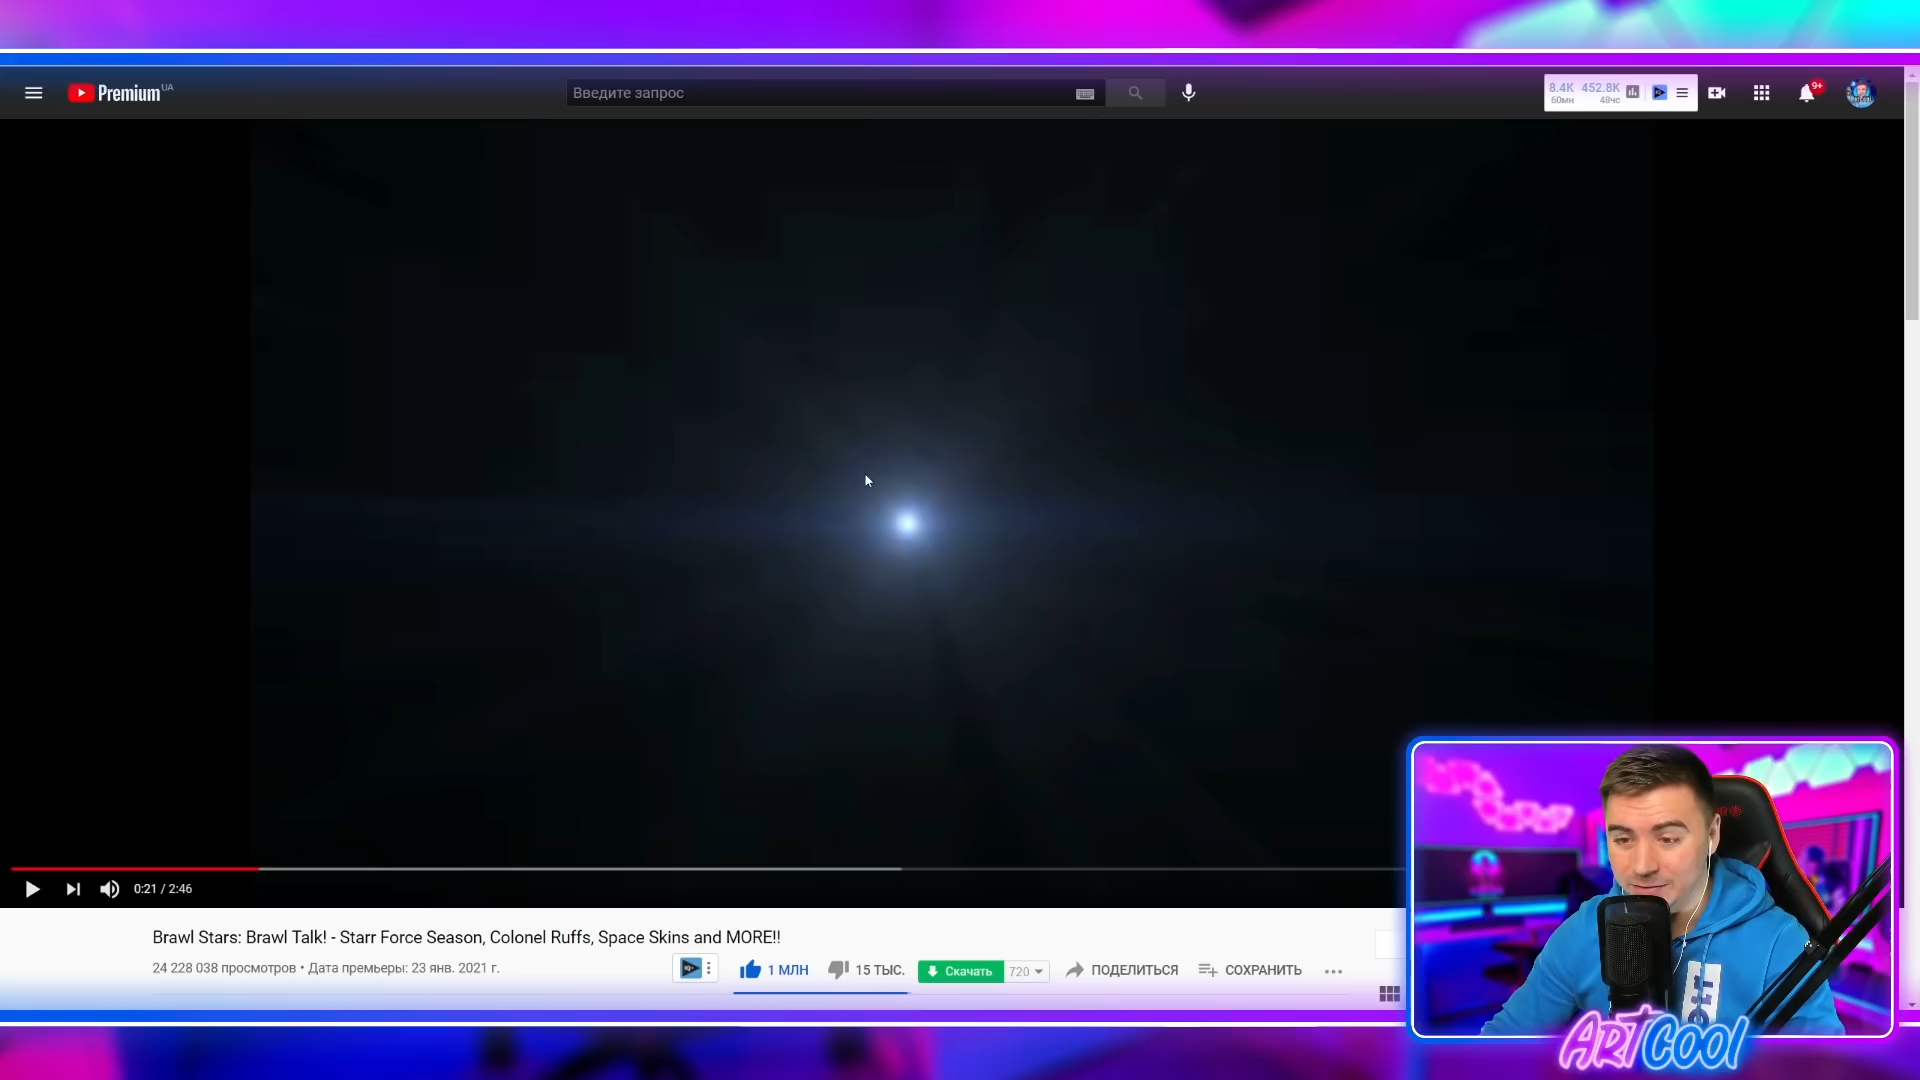 Premium UA
Введите запрос
8.4K 452.8K
60мн 48чс
9+
0:21 / 2:46
Brawl Stars: Brawl Talk! - Starr Force Season, Colonel Ruffs, Space Skins and MORE!!
24 228 038 просмотров • Дата премьеры: 23 янв. 2021 г.
1 МЛН
15 ТЫС.
Скачать 720
ПОДЕЛИТЬСЯ
СОХРАНИТЬ
ARTCOOL